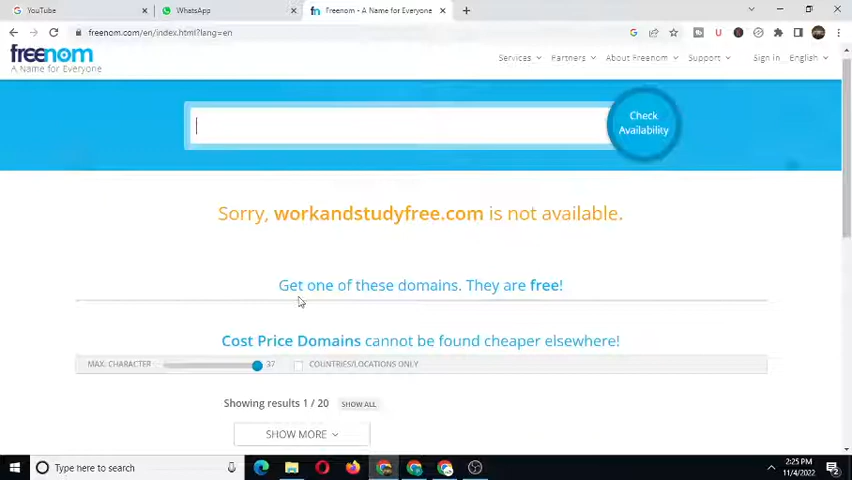 YouTube
WhatsApp
Freenom - A Name for Everyone
freenom.com/en/index.html?lang=en
freenom
A Name for Everyone
Services
Partners
About Freenom
Support
Sign in
English
Check
Availability
Sorry, workandstudyfree.com is not available.
Get one of these domains. They are free!
Cost Price Domains cannot be found cheaper elsewhere!
MAX. CHARACTER
37
COUNTRIES/LOCATIONS ONLY
Showing results 1 / 20
SHOW ALL
SHOW MORE
Type here to search
2:25 PM
11/4/2022
2